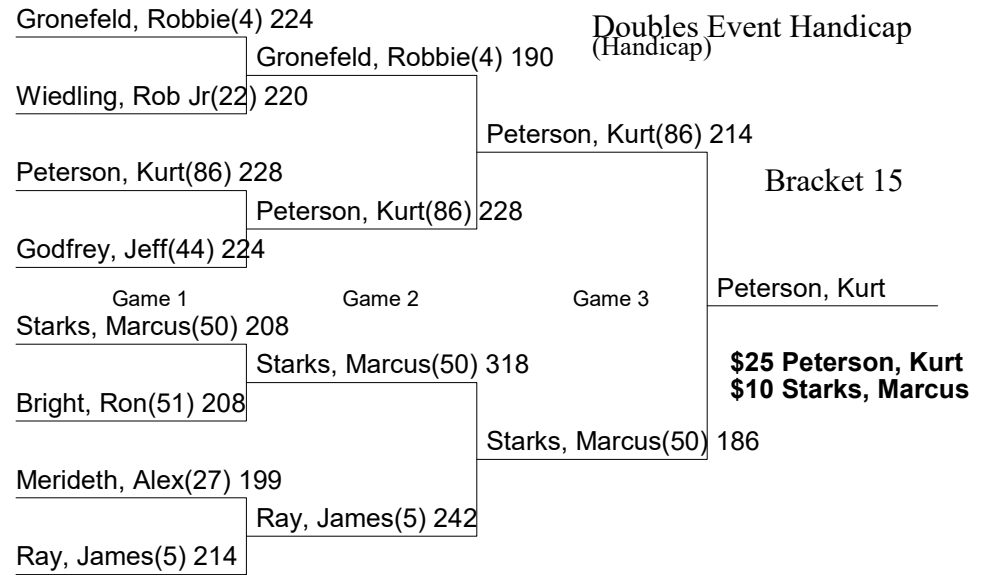 Gronefeld, Robbie(4) 224
Doubles Event Handicap
(Handicap)
Gronefeld, Robbie(4) 190
Wiedling, Rob Jr(22) 220
Peterson, Kurt(86) 214
Peterson, Kurt(86) 228
Bracket 15
Peterson, Kurt(86) 228
Godfrey, Jeff(44) 224
Game 1
Game 2
Game 3
Peterson, Kurt
Starks, Marcus(50) 208
Starks, Marcus(50) 318
$25 Peterson, Kurt
$10 Starks, Marcus
Bright, Ron(51) 208
Starks, Marcus(50) 186
Merideth, Alex(27) 199
Ray, James(5) 242
Ray, James(5) 214